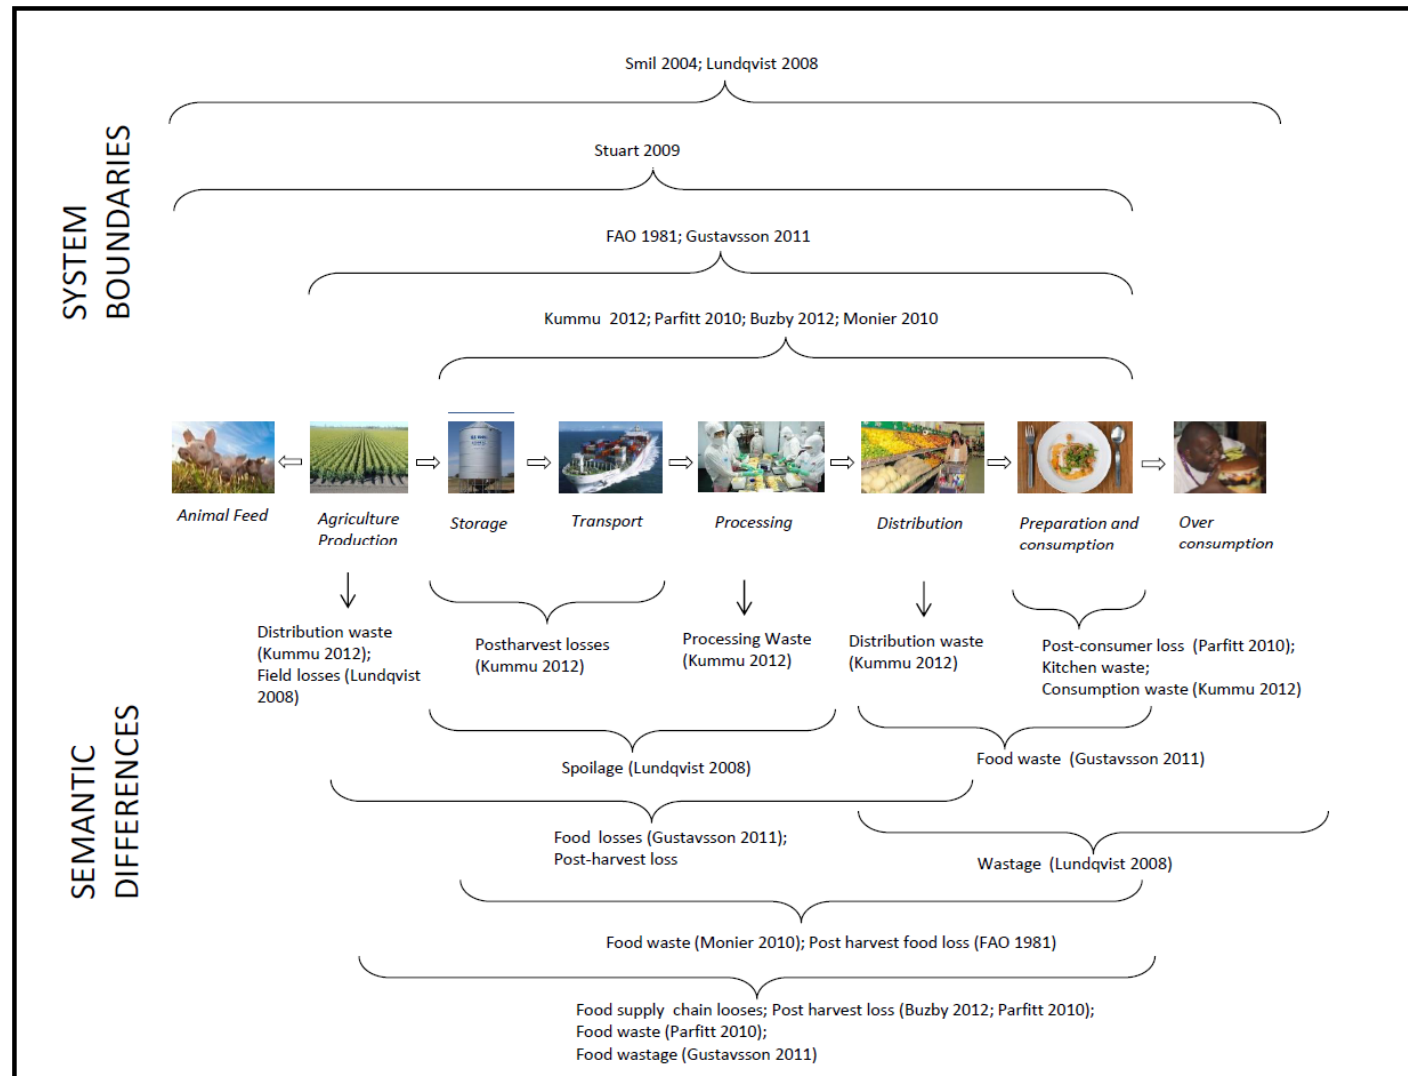 Smil 2004; Lundqvist 2008
SYSTEM
BOUNDARIES
Stuart 2009
FAO 1981; Gustavsson 2011
Kummu 2012; Parfitt 2010; Buzby 2012; Monier 2010
Animal Feed
Agriculture
Production
Storage
Transport
Processing
Distribution
Preparation and
consumption
Over
consumption
SEMANTIC
DIFFERENCES
Distribution waste
(Kummu 2012);
Field losses (Lundqvist
2008)
Postharvest losses
(Kummu 2012)
Processing Waste
(Kummu 2012)
Distribution waste
(Kummu 2012)
Post-consumer loss (Parfitt 2010);
Kitchen waste;
Consumption waste (Kummu 2012)
Spoilage (Lundqvist 2008)
Food waste (Gustavsson 2011)
Food losses (Gustavsson 2011);
Post-harvest loss
Wastage (Lundqvist 2008)
Food waste (Monier 2010); Post harvest food loss (FAO 1981)
Food supply chain looses; Post harvest loss (Buzby 2012; Parfitt 2010);
Food waste (Parfitt 2010);
Food wastage (Gustavsson 2011)